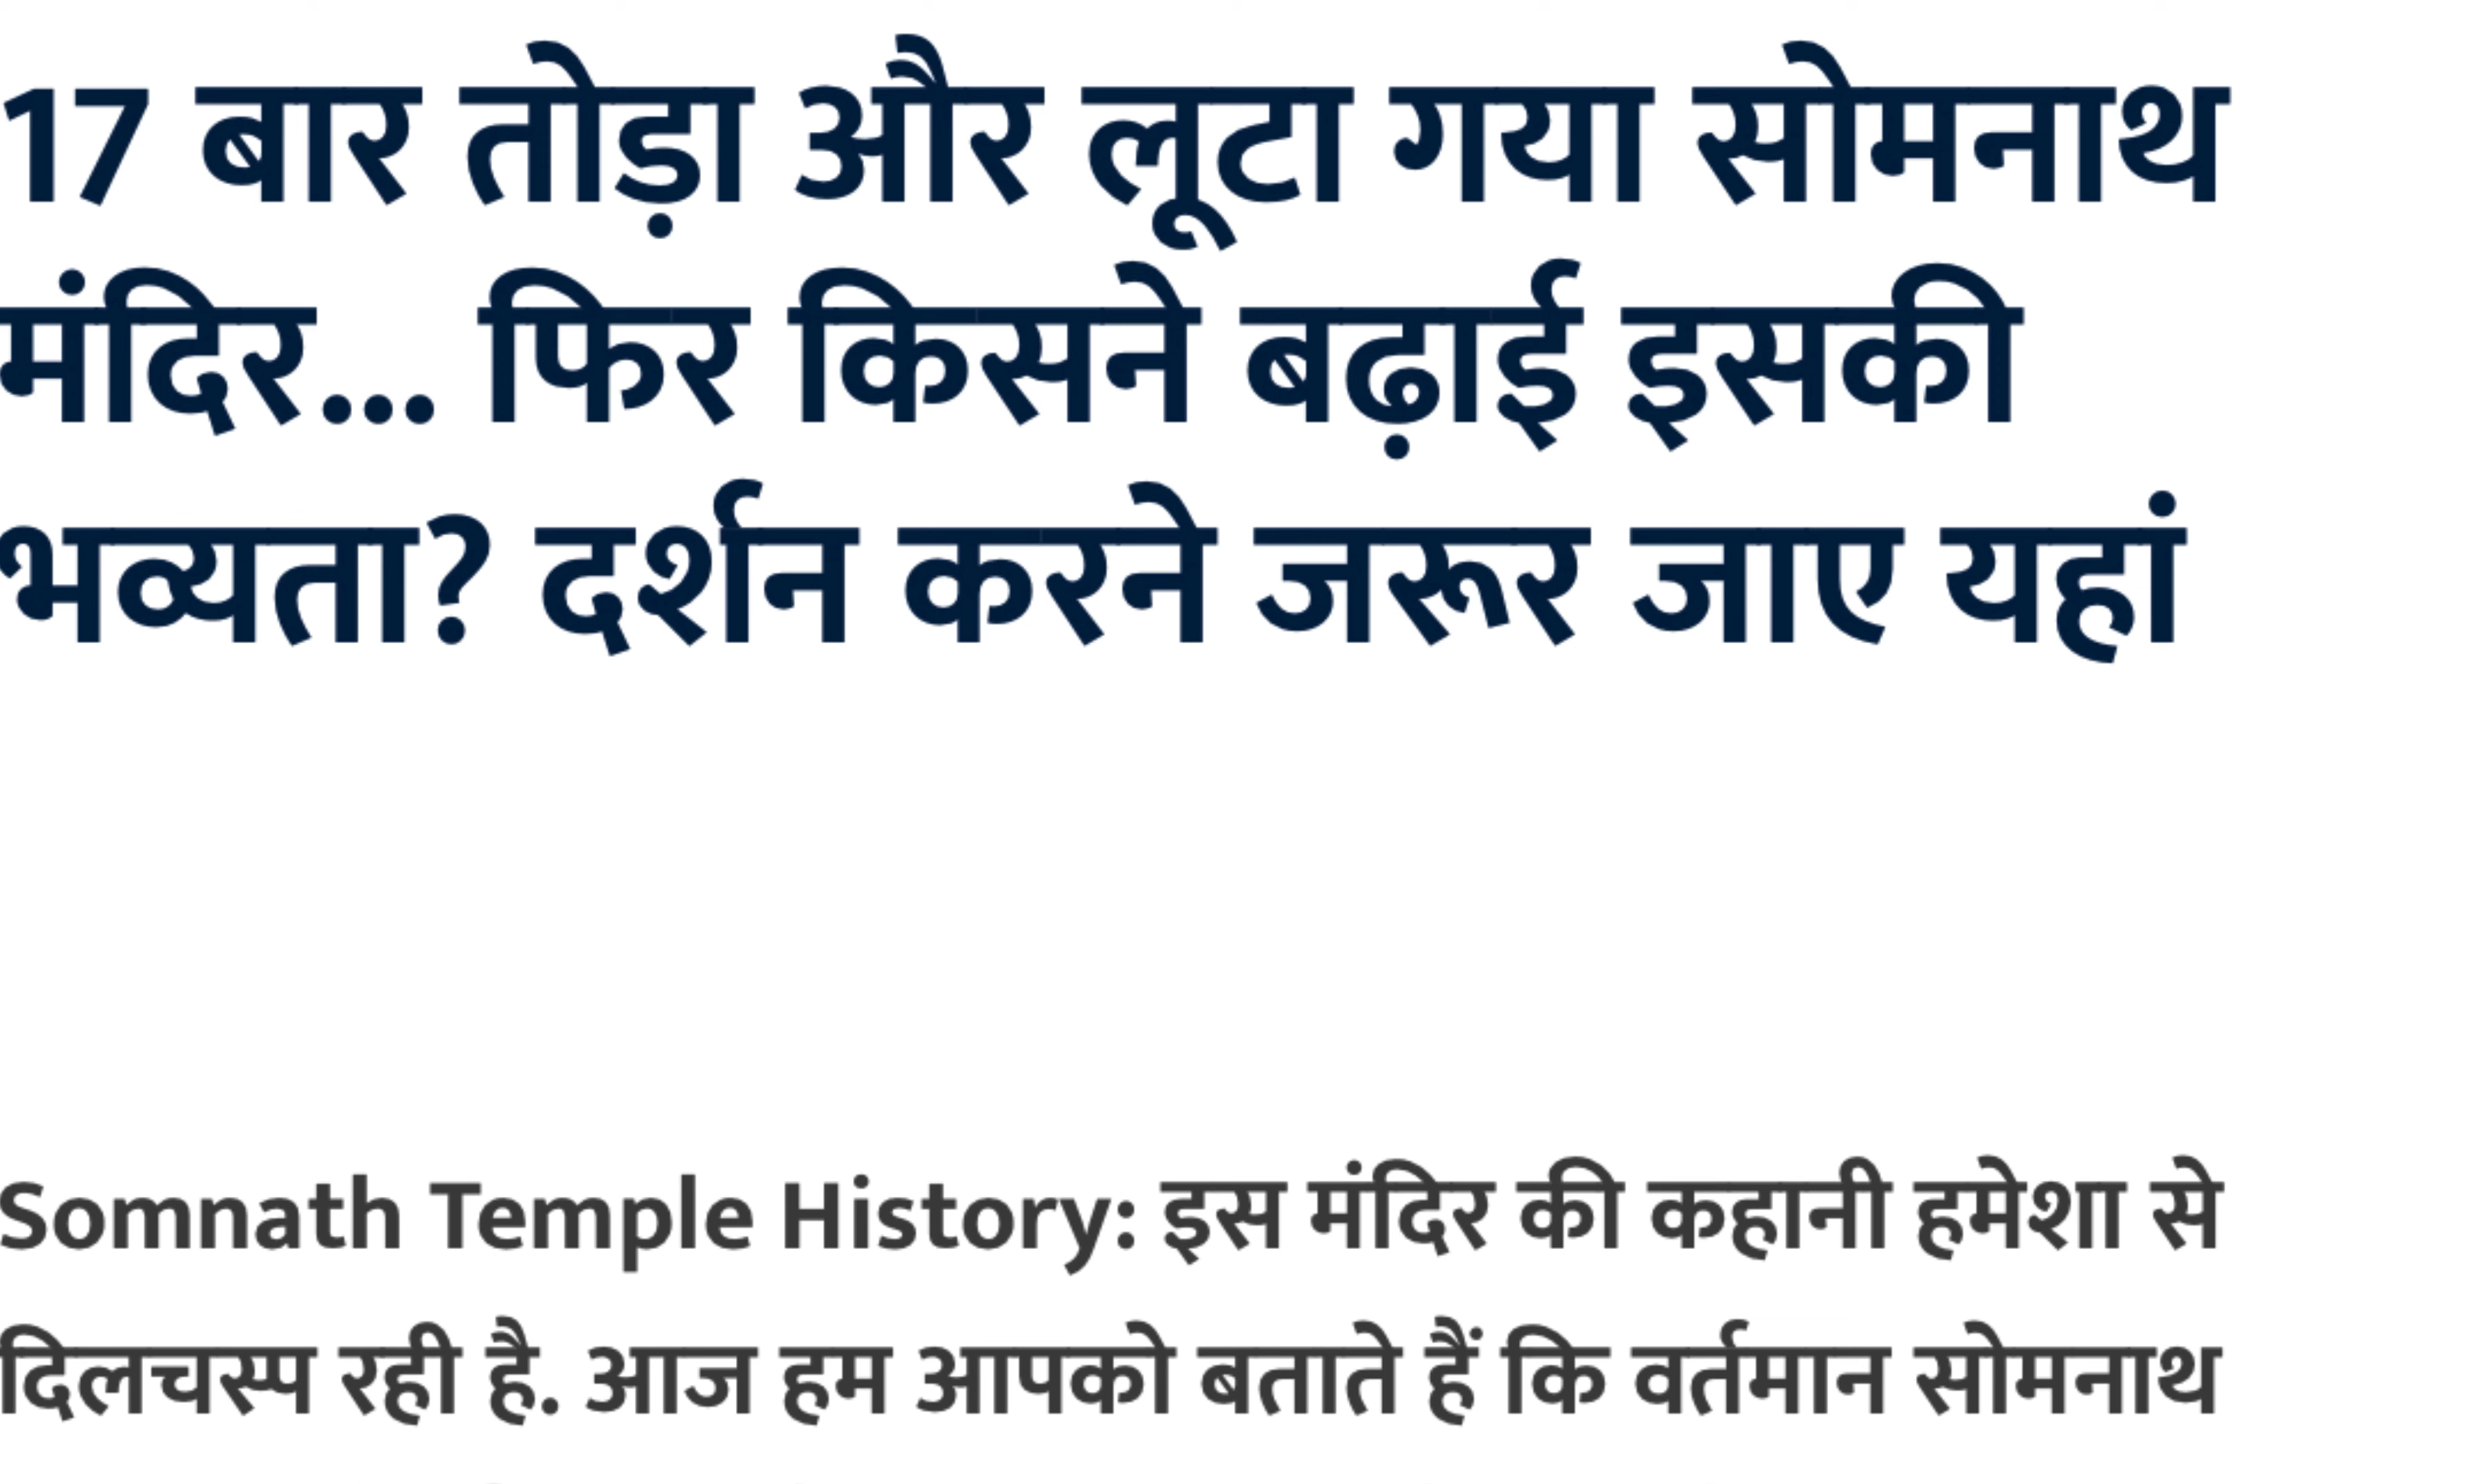 17 बार तोड़ा और लूटा गया सोमनाथ
मंदिर... फिर किसने बढ़ाई इसकी
भव्यता? दर्शन करने जरूर जाए यहां
Somnath Temple History: इस मंदिर की कहानी हमेशा से
दिलचस्प रही है. आज हम आपको बताते हैं कि वर्तमान सोमनाथ